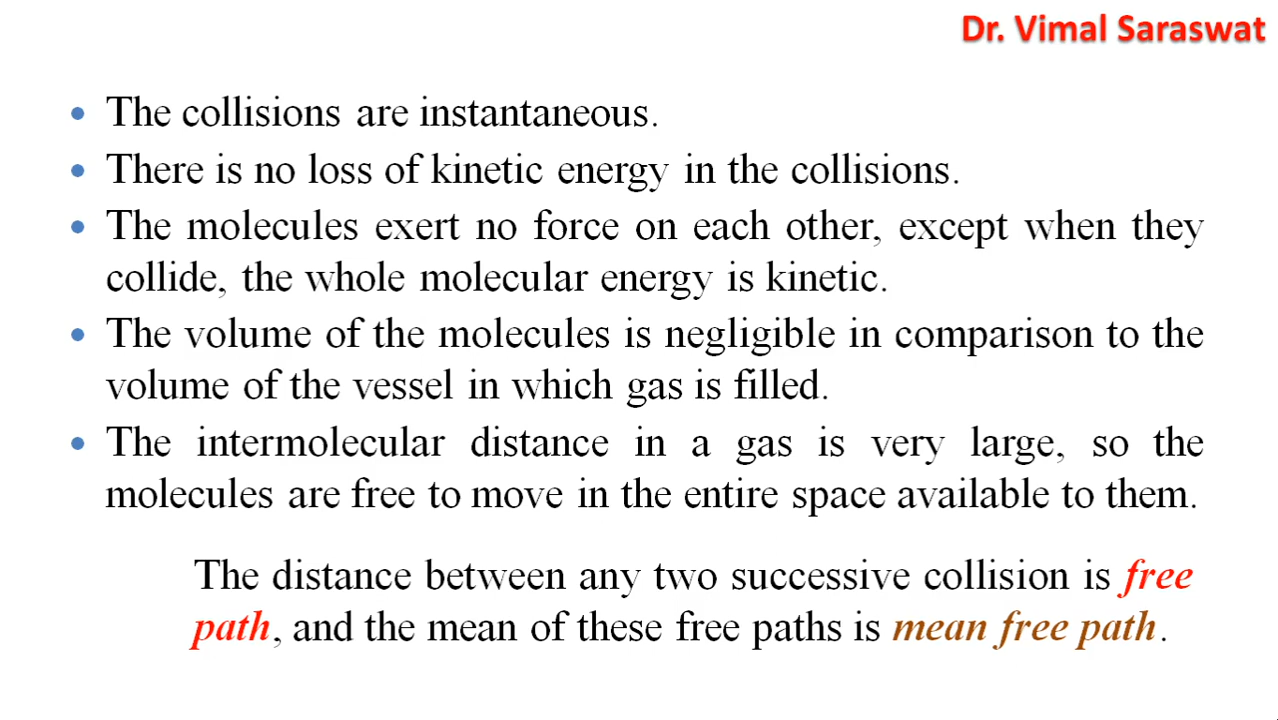 Dr. Vimal Saraswat
• The collisions are instantaneous.
• There is no loss of kinetic energy in the collisions.
• The molecules exert no force on each other, except when they
collide, the whole molecular energy is kinetic.
• The volume of the molecules is negligible in comparison to the
volume of the vessel in which gas is filled.
• The intermolecular distance in a gas is very large, so the
molecules are free to move in the entire space available to them.
The distance between any two successive collision is free
path, and the mean of these free paths is mean free path.